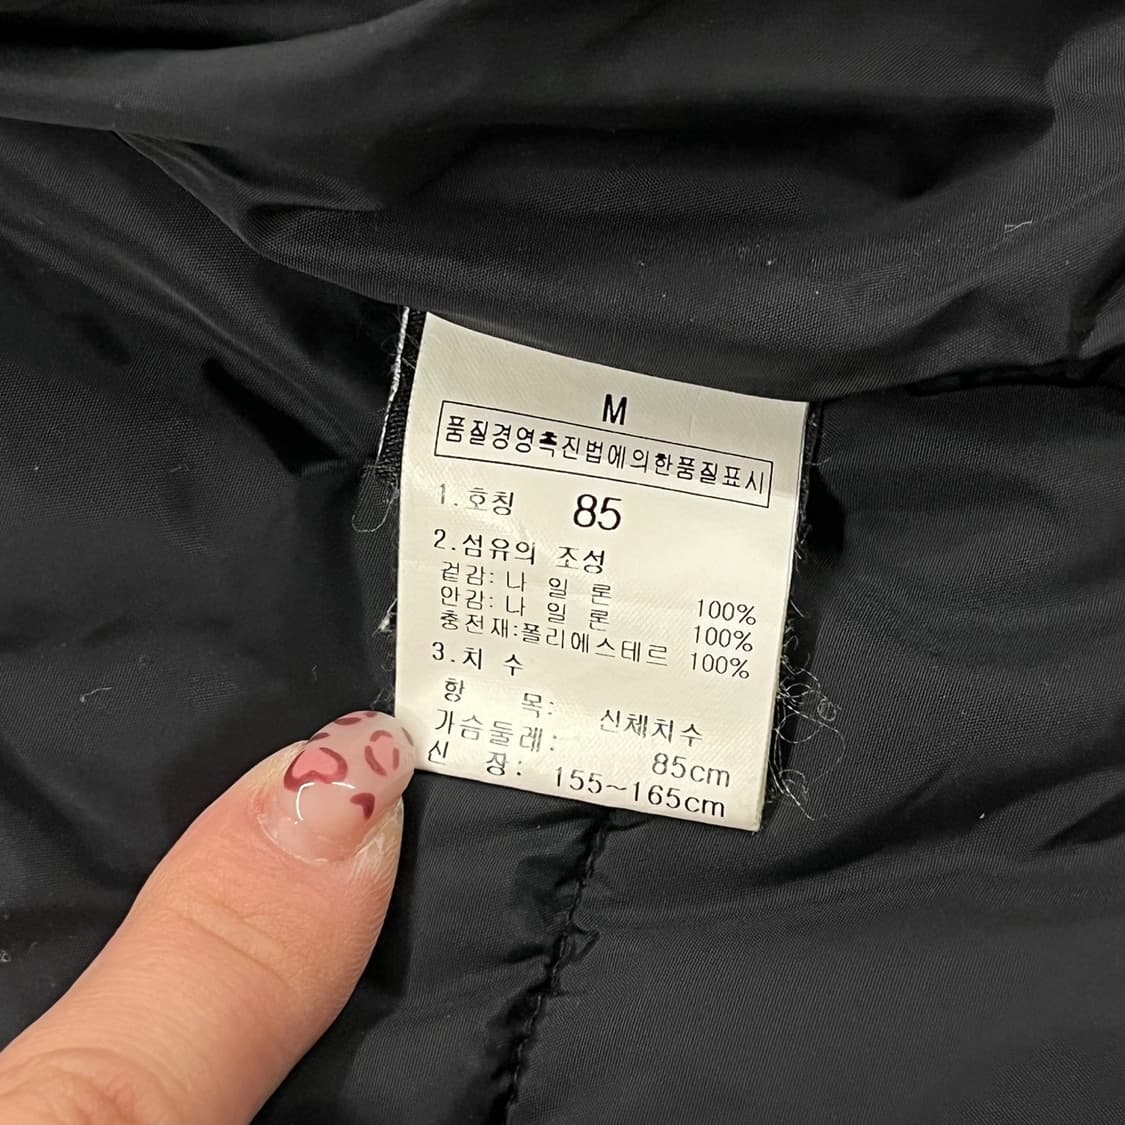 M
품질경영촉진법에의한품질표시
1.호칭 85
2.섬유의 조성
겉감: 나 일 론 100%
안감: 나 일 론 100%
충전재:폴리에스테르 100%
3.치 수
항 목: 신체치수
가슴둘레: 85cm
신 장: 155~165cm